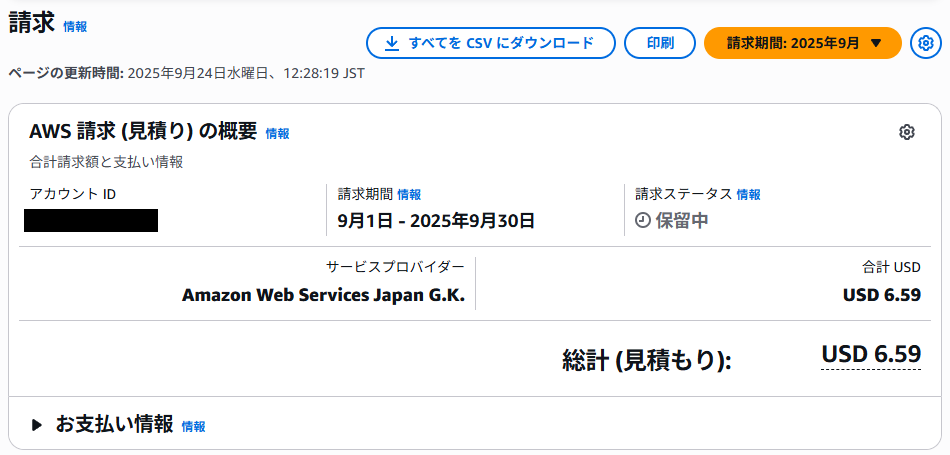 請求 情報
すべてを CSV にダウンロード
印刷
請求期間: 2025年9月 ▼
ページの更新時間: 2025年9月24日水曜日、12:28:19 JST
AWS 請求 (見積り) の概要 情報
合計請求額と支払い情報
アカウント ID
請求期間 情報
9月1日 - 2025年9月30日
請求ステータス 情報
保留中
サービスプロバイダー
Amazon Web Services Japan G.K.
合計 USD
USD 6.59
総計 (見積もり):
USD 6.59
▶ お支払い情報 情報